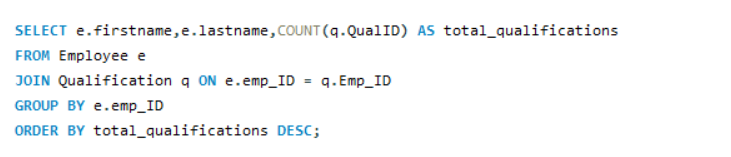 SELECT e.firstname,e.lastname,COUNT(q.QualID) AS total_qualifications
FROM Employee e
JOIN Qualification q ON e.emp_ID = q.Emp_ID
GROUP BY e.emp_ID
ORDER BY total_qualifications DESC;